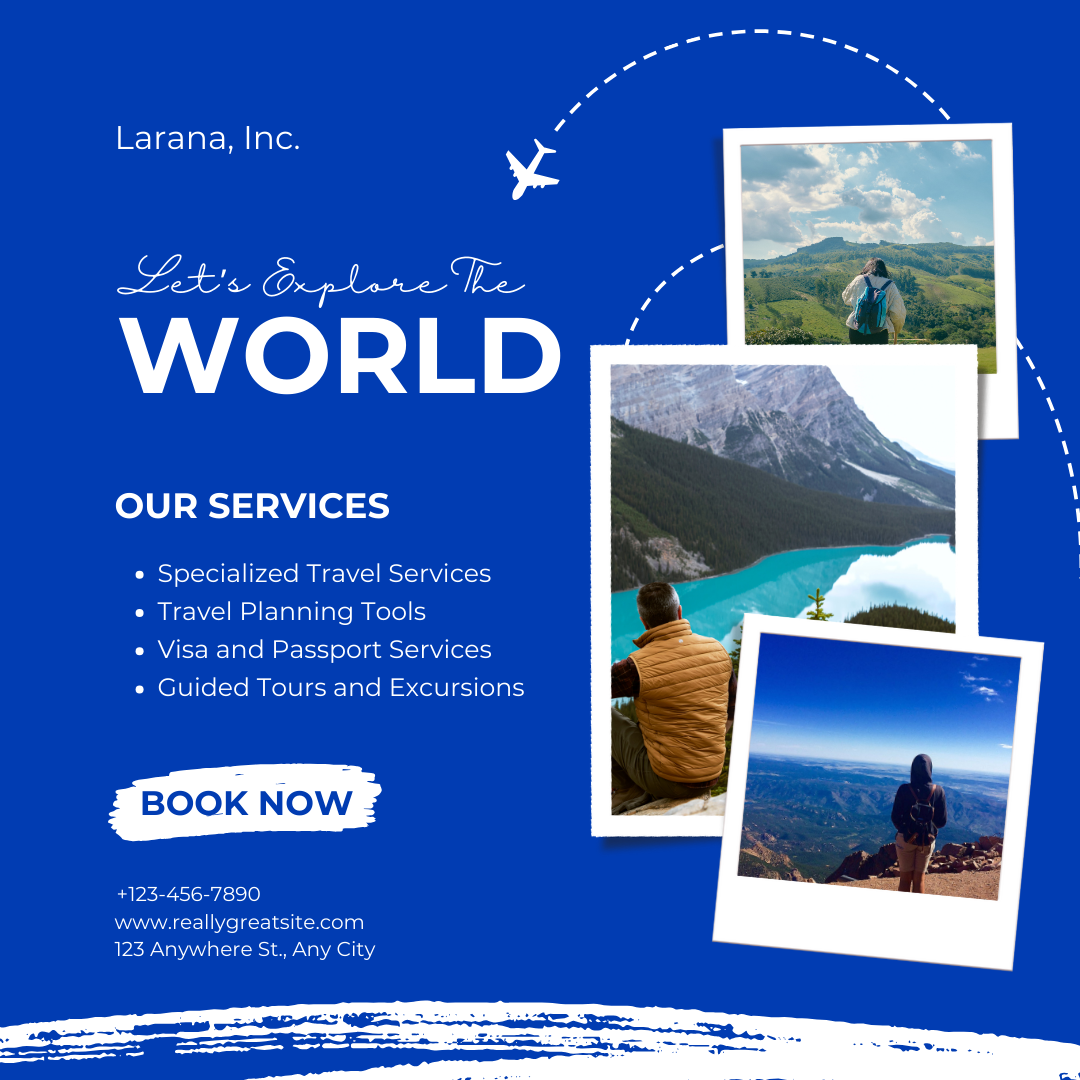 Larana, Inc.
Let's Explore The
WORLD
OUR SERVICES
• Specialized Travel Services
• Travel Planning Tools
• Visa and Passport Services
• Guided Tours and Excursions
BOOK NOW
+123-456-7890
www.reallygreatsite.com
123 Anywhere St., Any City